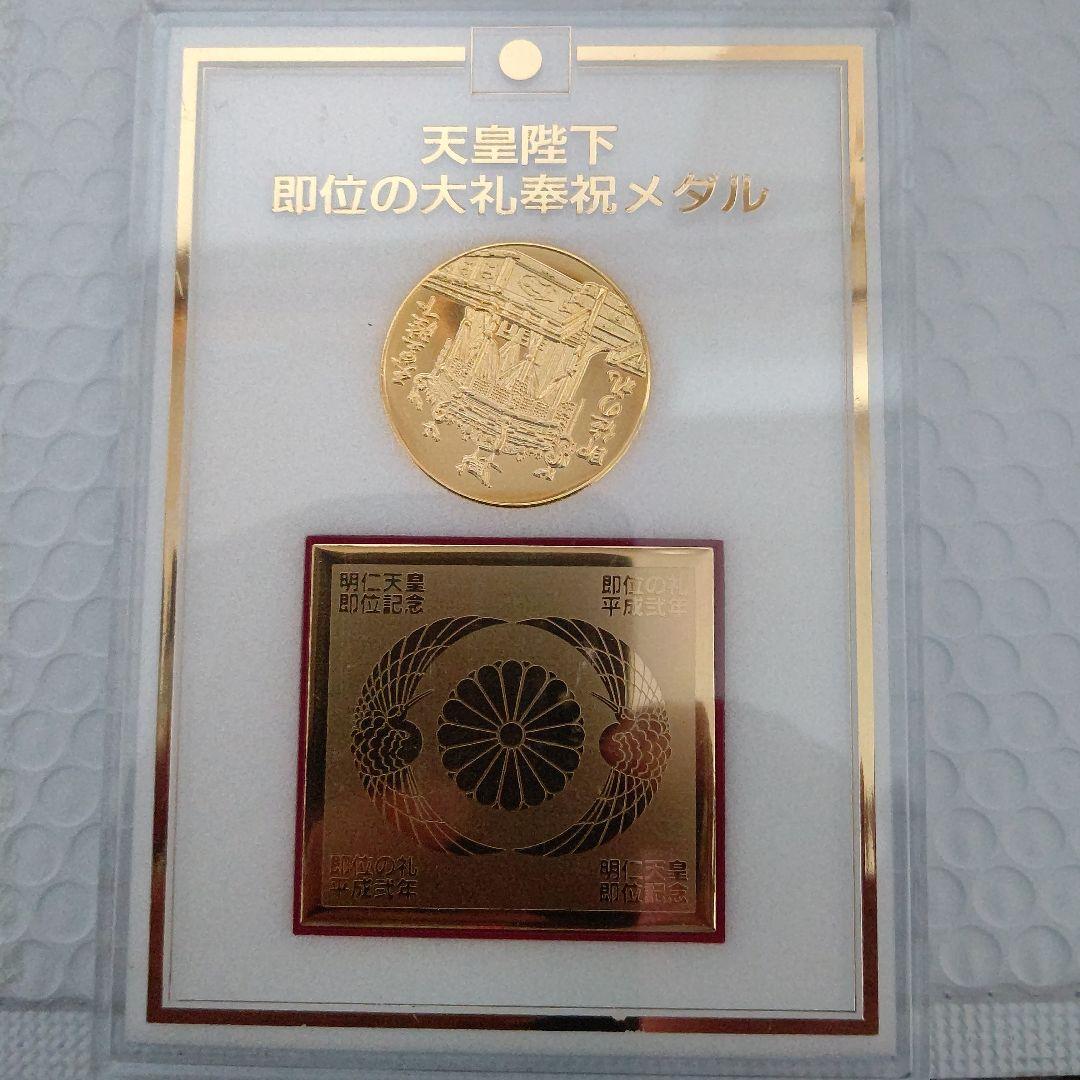 天皇陛下
即位の大礼奉祝メダル
明仁天皇
即位記念
即位の礼
平成弐年
即位の礼
平成弐年
明仁天皇
即位記念